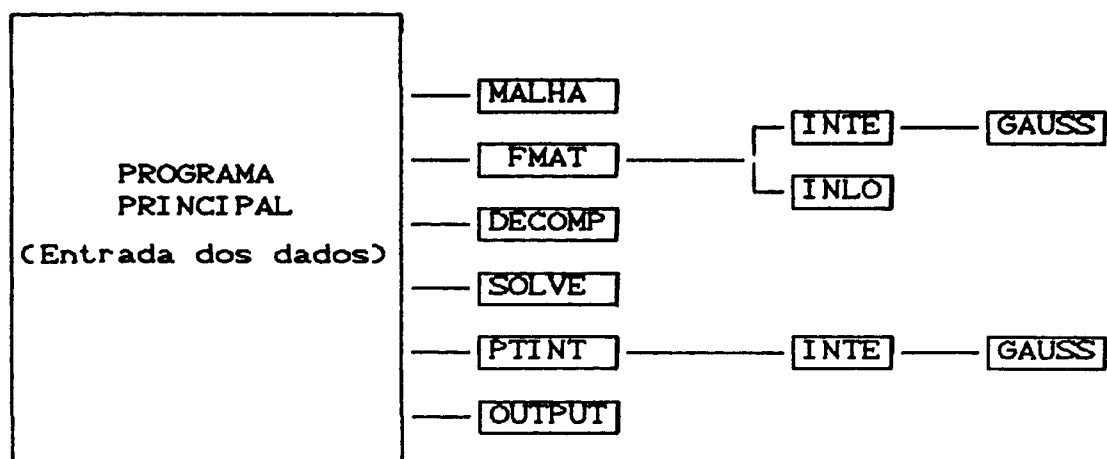 PROGRAMA
PRINCIPAL
(Entrada dos dados)
MALHA
FMAT
INTE
GAUSS
INLO
DECOMP
SOLVE
PTINT
INTE
GAUSS
OUTPUT